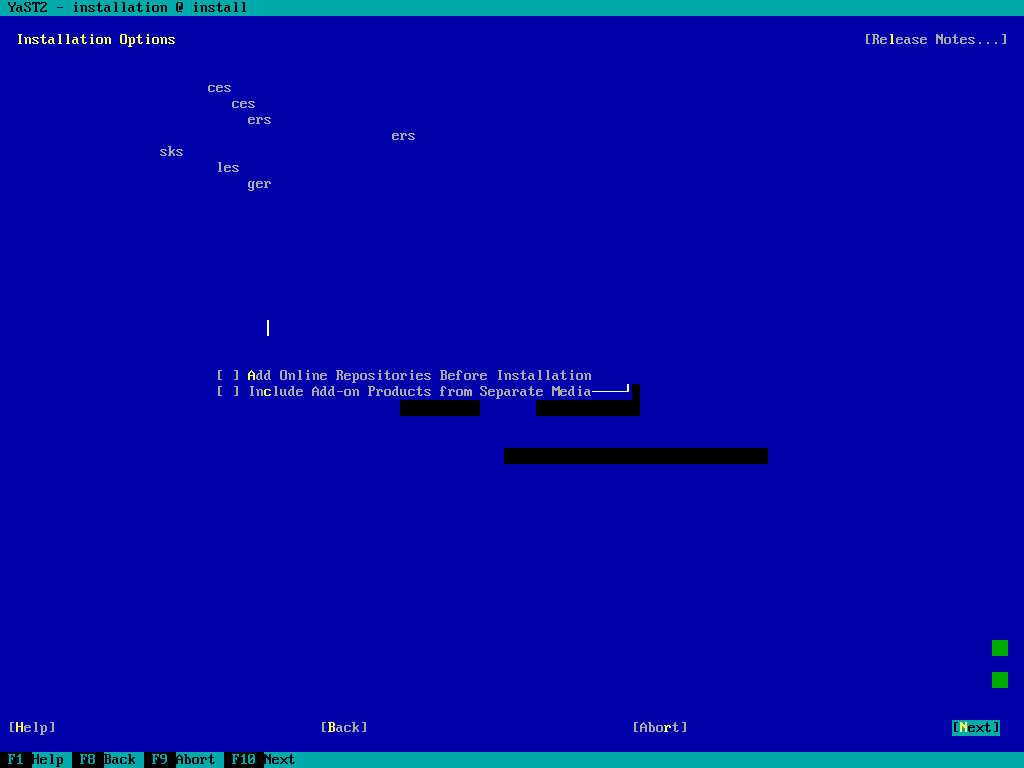 YaST2 - installation @ install
Installation Options [Release Notes...]
ces
ces
ers
ers
sks
les
ger
[ ] Add Online Repositories Before Installation
[ ] Include Add-on Products from Separate Media
[Help] [Back] [Abort] [Next]
F1 Help F8 Back F9 Abort F10 Next